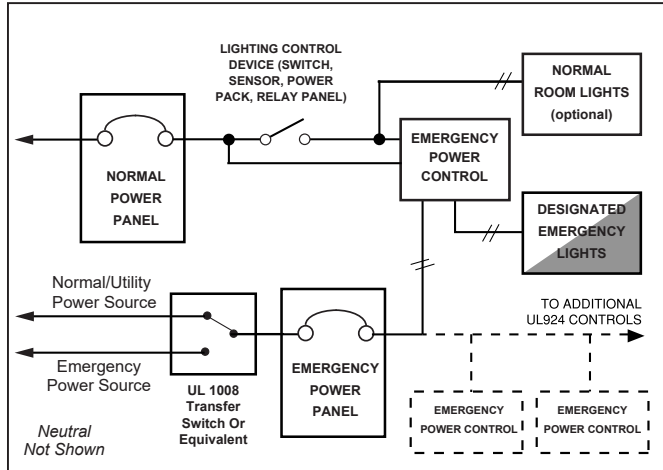 LIGHTING CONTROL
DEVICE (SWITCH,
SENSOR, POWER
PACK, RELAY PANEL)
NORMAL
ROOM LIGHTS
(optional)
NORMAL
POWER
PANEL
EMERGENCY
POWER
CONTROL
DESIGNATED
EMERGENCY
LIGHTS
Normal/Utility
Power Source
Emergency
Power Source
UL 1008
Transfer
Switch Or
Equivalent
EMERGENCY
POWER
PANEL
TO ADDITIONAL
UL924 CONTROLS
EMERGENCY
POWER CONTROL
EMERGENCY
POWER CONTROL
Neutral
Not Shown